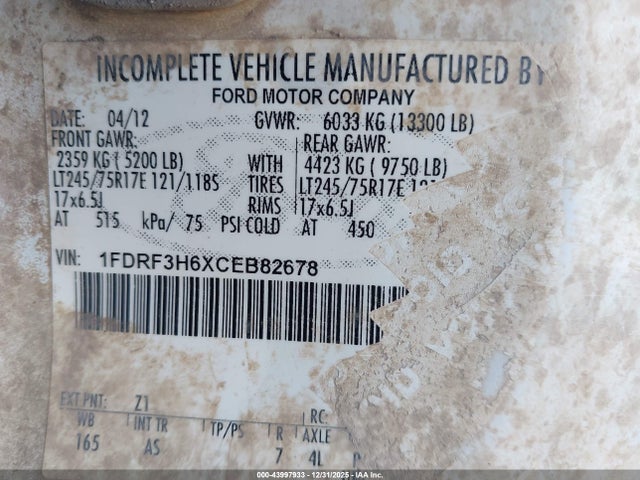 INCOMPLETE VEHICLE MANUFACTURED BY
FORD MOTOR COMPANY
DATE: 04/12 GVWR: 6033 KG (13300 LB)
FRONT GAWR: REAR GAWR:
2359 KG ( 5200 LB) WITH 4423 KG ( 9750 LB)
LT245/75R17E 121/118S TIRES LT245/75R17E
17x6.5J RIMS 17x6.5J
AT 515 kPa/ 75 PSI COLD AT 450
VIN: 1FDRF3H6XCEB82678
EXT PNT: Z1 RC
WB INT TR TP/PS R AXLE
165 AS 7 4L
000-43997933 - 12/31/2025 - IAA Inc.